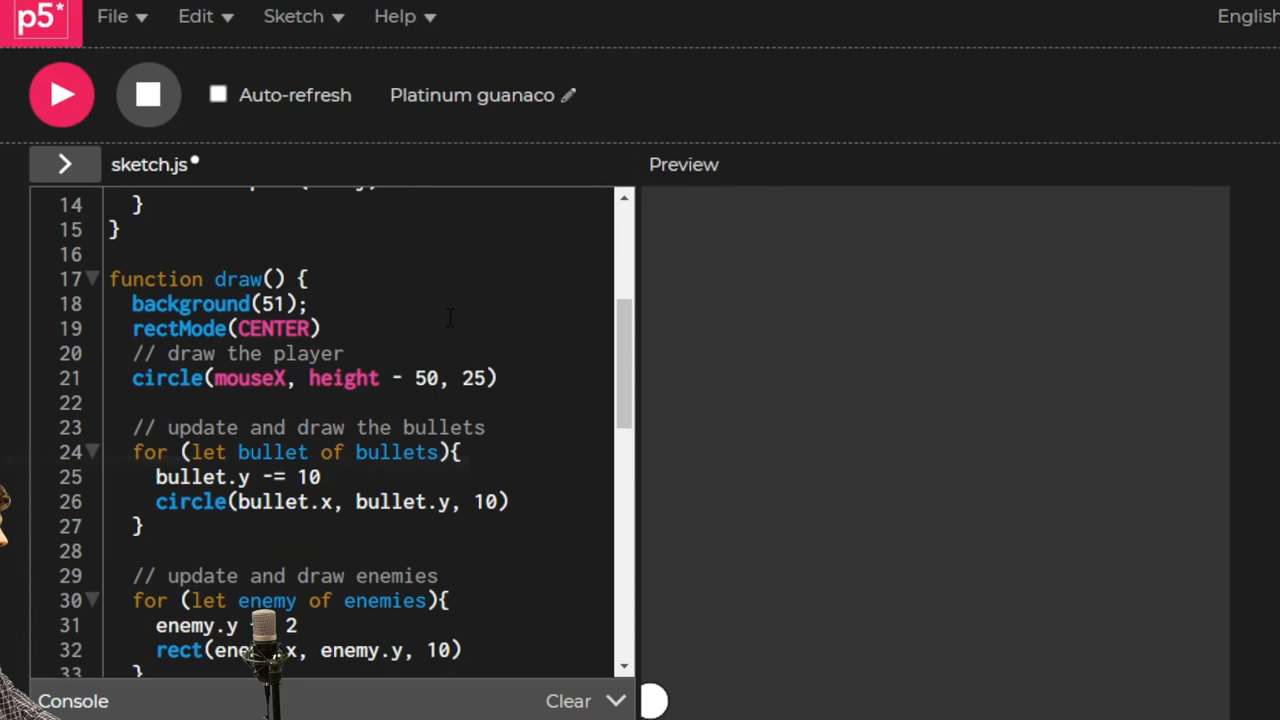 p5* File Edit Sketch Help English
Auto-refresh Platinum guanaco
sketch.js Preview
14 }
15 }
16
17 function draw() {
18 background(51);
19 rectMode(CENTER)
20 // draw the player
21 circle(mouseX, height - 50, 25)
22
23 // update and draw the bullets
24 for (let bullet of bullets){
25 bullet.y -= 10
26 circle(bullet.x, bullet.y, 10)
27 }
28
29 // update and draw enemies
30 for (let enemy of enemies){
31 enemy.y 2
32 rect( x, enemy.y, 10)
33 }
Console Clear